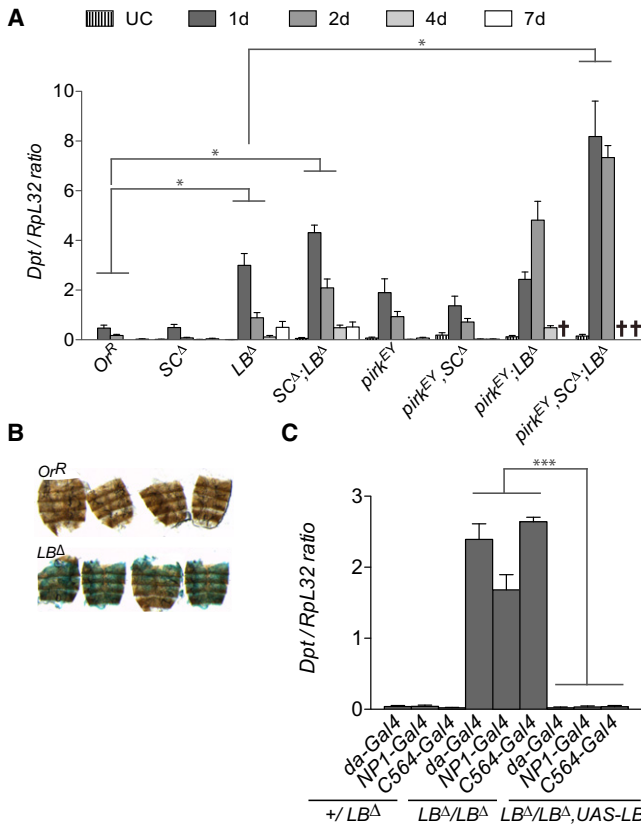 A
UC 1d 2d 4d 7d
*
*
*
Dpt / RpL32 ratio
10
8
6
4
2
0
OrR
SCΔ
LBΔ
SCΔ;LBΔ
pirkEY
pirkEY,SCΔ
pirkEY;LBΔ
pirkEY,SCΔ;LBΔ
†
††
B
OrR
LBΔ
C
***
Dpt / RpL32 ratio
3
2
1
0
da-Gal4
NP1-Gal4
C564-Gal4
da-Gal4
NP1-Gal4
C564-Gal4
da-Gal4
NP1-Gal4
C564-Gal4
+/ LBΔ
LBΔ/LBΔ
LBΔ/LBΔ,UAS-LB